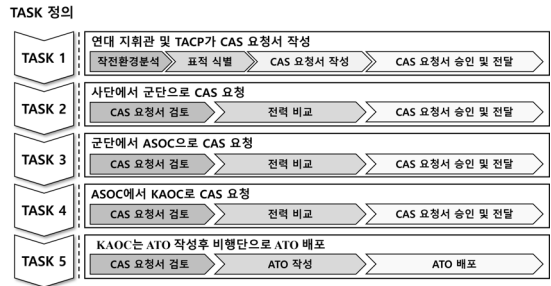 TASK 정의
TASK 1
연대 지휘관 및 TACP가 CAS 요청서 작성
작전환경분석 표적 식별 CAS 요청서 작성 CAS 요청서 승인 및 전달
TASK 2
사단에서 군단으로 CAS 요청
CAS 요청서 검토 전력 비교 CAS 요청서 승인 및 전달
TASK 3
군단에서 ASOC으로 CAS 요청
CAS 요청서 검토 전력 비교 CAS 요청서 승인 및 전달
TASK 4
ASOC에서 KAOC로 CAS 요청
CAS 요청서 검토 전력 비교 CAS 요청서 승인 및 전달
TASK 5
KAOC는 ATO 작성후 비행단으로 ATO 배포
CAS 요청서 검토 ATO 작성 ATO 배포